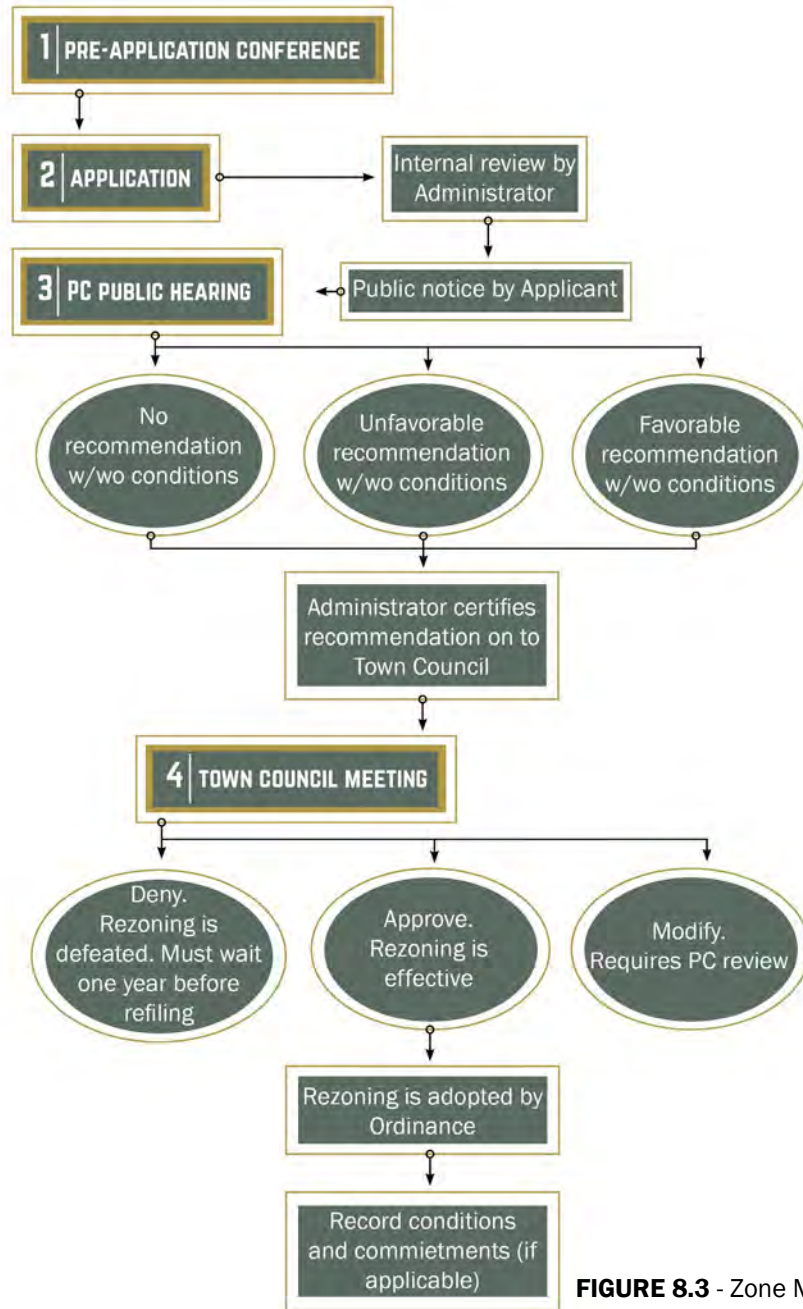 1 PRE-APPLICATION CONFERENCE
2 APPLICATION
Internal review by
Administrator
3 PC PUBLIC HEARING
Public notice by Applicant
No
recommendation
w/wo conditions
Unfavorable
recommendation
w/wo conditions
Favorable
recommendation
w/wo conditions
Administrator certifies
recommendation on to
Town Council
4 TOWN COUNCIL MEETING
Deny.
Rezoning is
defeated. Must wait
one year before
refiling
Approve.
Rezoning is
effective
Modify.
Requires PC review
Rezoning is adopted by
Ordinance
Record conditions
and commietments (if
applicable)
FIGURE 8.3 - Zone M